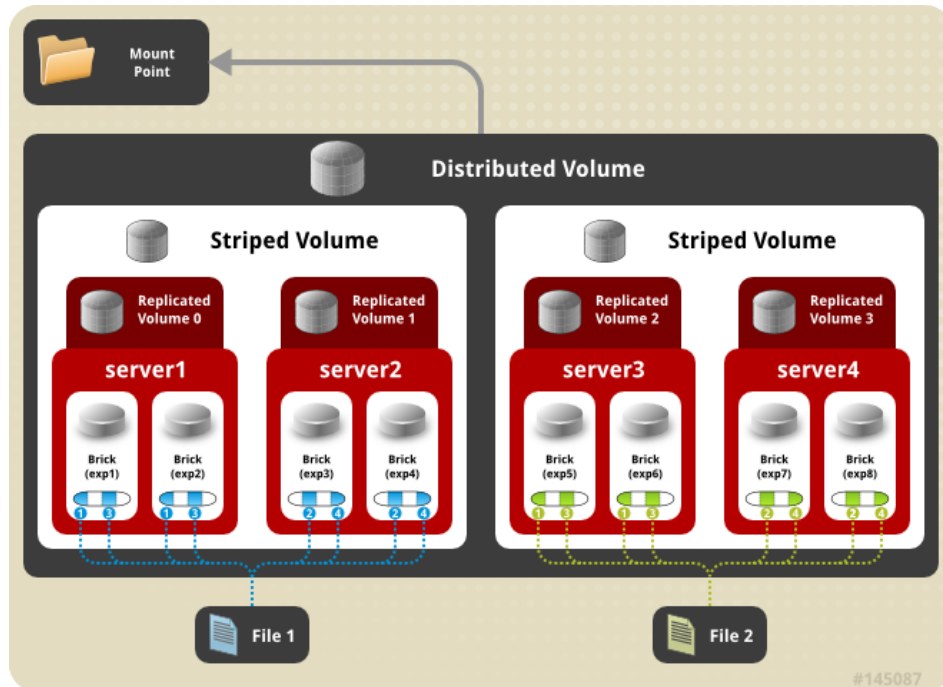 Mount
Point
Distributed Volume
Striped Volume
Replicated
Volume 0
Replicated
Volume 1
server1
server2
Brick
(exp1)
Brick
(exp2)
Brick
(exp3)
Brick
(exp4)
1 3
1 3
2 4
2 4
Striped Volume
Replicated
Volume 2
Replicated
Volume 3
server3
server4
Brick
(exp5)
Brick
(exp6)
Brick
(exp7)
Brick
(exp8)
1 3
1 3
2 4
2 4
File 1
File 2
#145087